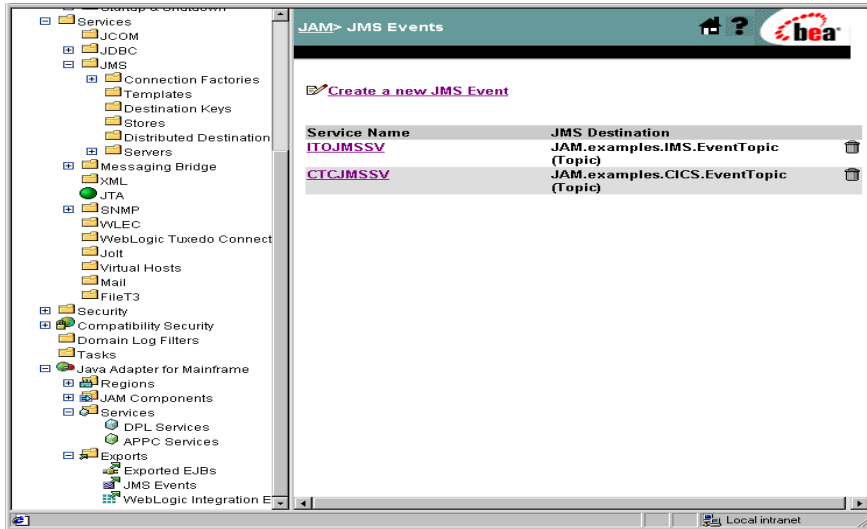 Startup & Shutdown
Services
JCOM
JDBC
JMS
Connection Factories
Templates
Destination Keys
Stores
Distributed Destination
Servers
Messaging Bridge
XML
JTA
SNMP
WLEC
WebLogic Tuxedo Connect
Jolt
Virtual Hosts
Mail
FileT3
Security
Compatibility Security
Domain Log Filters
Tasks
Java Adapter for Mainframe
Regions
JAM Components
Services
DPL Services
APPC Services
Exports
Exported EJBs
JMS Events
WebLogic Integration E
JAM> JMS Events
?
bea
Create a new JMS Event
Service Name JMS Destination
ITOJMSSV JAM.examples.IMS.EventTopic
(Topic)
CTCJMSSV JAM.examples.CICS.EventTopic
(Topic)
Local intranet